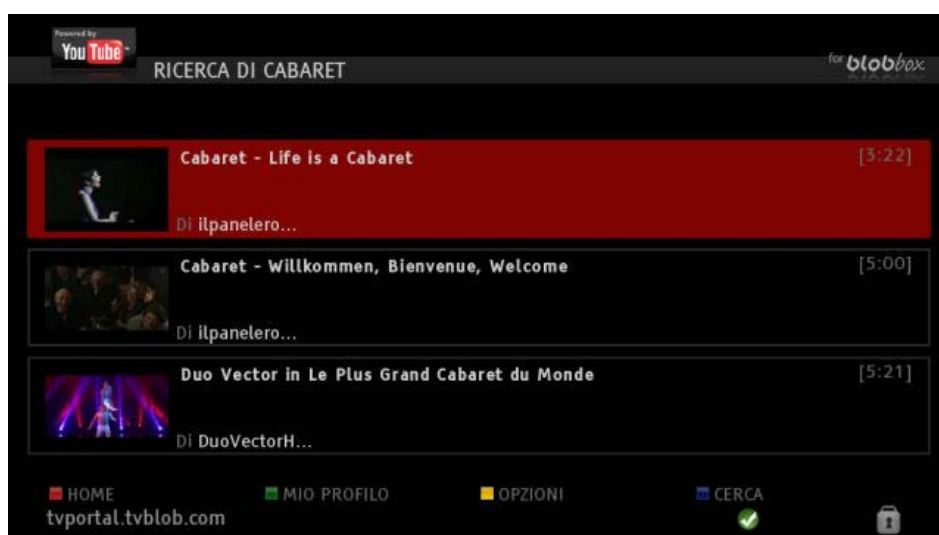 Powered by
YouTube
RICERCA DI CABARET
for blobbox
Cabaret - Life is a Cabaret
[3:22]
Di ilpanelero...
Cabaret - Willkommen, Bienvenue, Welcome
[5:00]
Di ilpanelero...
Duo Vector in Le Plus Grand Cabaret du Monde
[5:21]
Di DuoVectorH...
HOME
MIO PROFILO
OPZIONI
CERCA
tvportal.tvblob.com